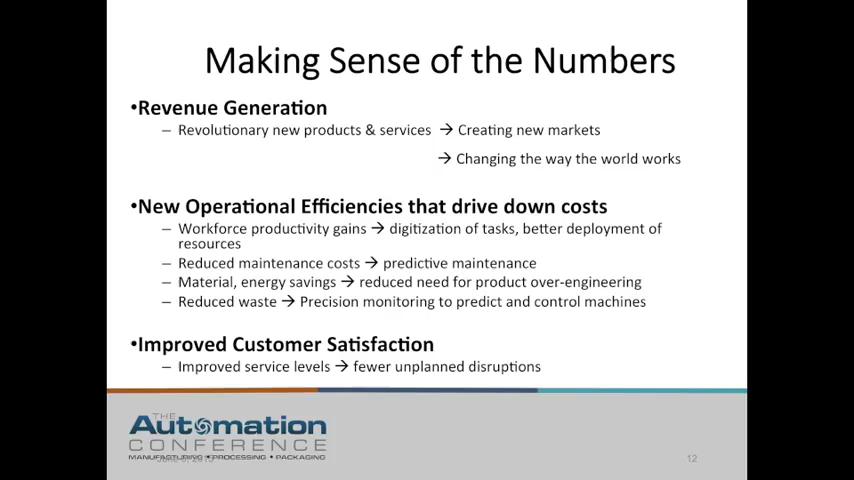 Making Sense of the Numbers
•Revenue Generation
– Revolutionary new products & services → Creating new markets
→ Changing the way the world works
•New Operational Efficiencies that drive down costs
– Workforce productivity gains → digitization of tasks, better deployment of
resources
– Reduced maintenance costs → predictive maintenance
– Material, energy savings → reduced need for product over-engineering
– Reduced waste → Precision monitoring to predict and control machines
•Improved Customer Satisfaction
– Improved service levels → fewer unplanned disruptions
THE
Automation
CONFERENCE
MANUFACTURING • PROCESSING • PACKAGING
12